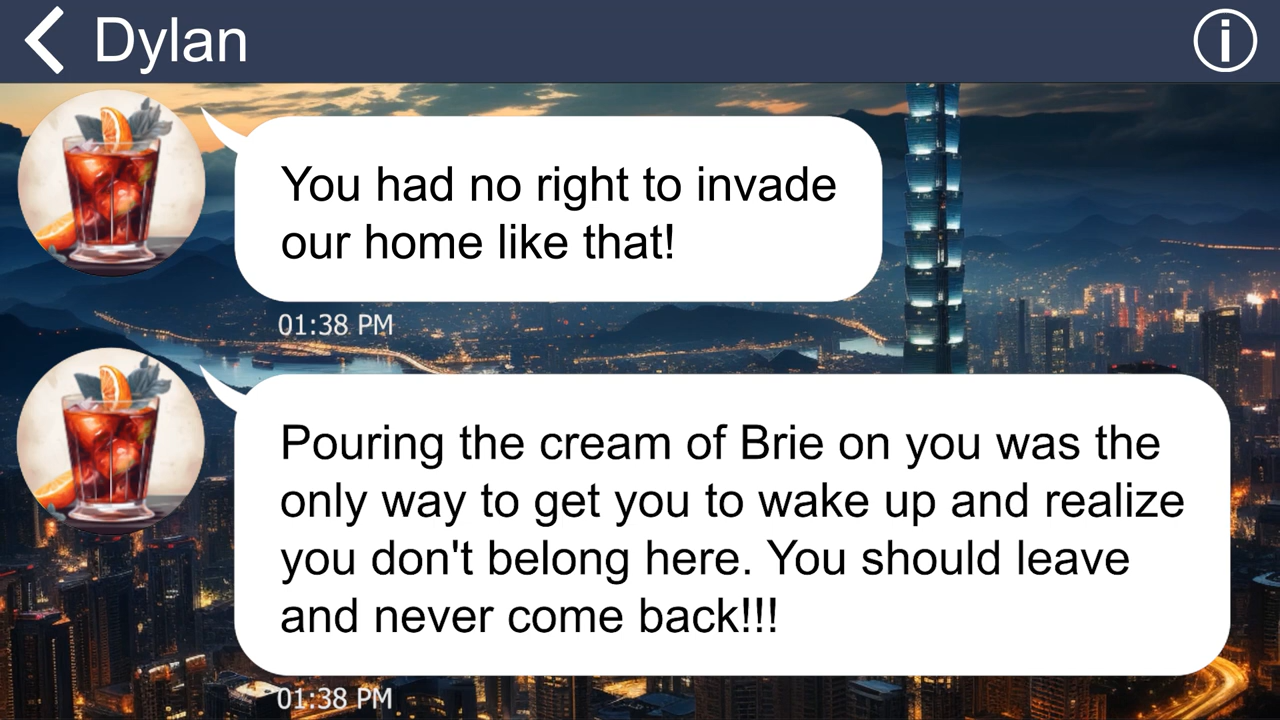 Dylan
You had no right to invade
our home like that!
01:38 PM
Pouring the cream of Brie on you was the
only way to get you to wake up and realize
you don't belong here. You should leave
and never come back!!!
01:38 PM